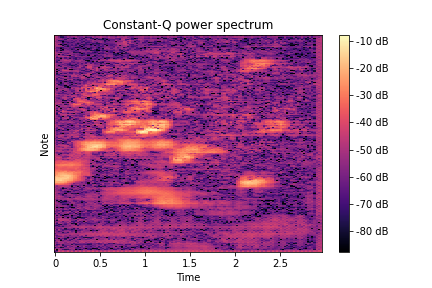 Constant-Q power spectrum
Note
0
0.5
1
1.5
2
2.5
Time
-10 dB
-20 dB
-30 dB
-40 dB
-50 dB
-60 dB
-70 dB
-80 dB